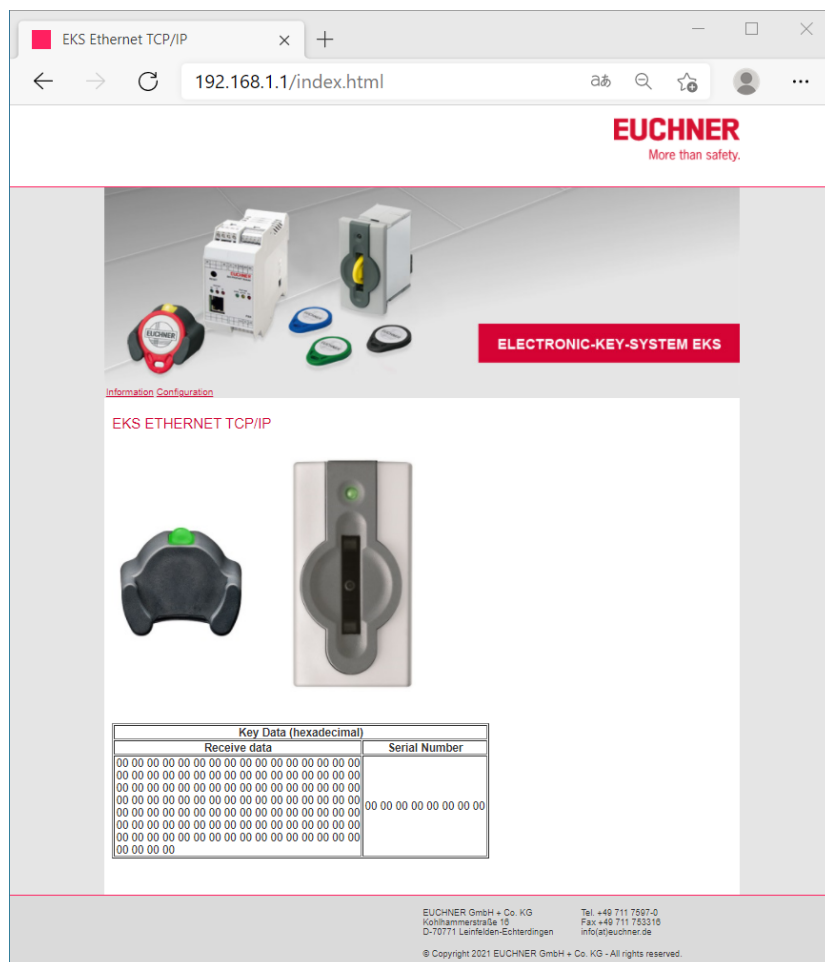 EKS Ethernet TCP/IP
192.168.1.1/index.html
aあ
EUCHNER
More than safety.
EUCHNER
EUCHNER
ELECTRONIC-KEY-SYSTEM EKS
Information Configuration
EKS ETHERNET TCP/IP
Key Data (hexadecimal)
Receive data Serial Number
00 00 00 00 00 00 00 00 00 00 00 00 00 00 00 00
00 00 00 00 00 00 00 00 00 00 00 00 00 00 00 00
00 00 00 00 00 00 00 00 00 00 00 00 00 00 00 00
00 00 00 00 00 00 00 00 00 00 00 00 00 00 00 00
00 00 00 00 00 00 00 00 00 00 00 00 00 00 00 00
00 00 00 00 00 00 00 00 00 00 00 00 00 00 00 00
00 00 00 00 00 00 00 00 00 00 00 00 00 00 00 00
00 00 00 00
00 00 00 00 00 00 00 00
EUCHNER GmbH + Co. KG
Kohlhammerstraße 16
D-70771 Leinfelden-Echterdingen
Tel. +49 711 7597-0
Fax +49 711 753316
info(at)euchner.de
© Copyright 2021 EUCHNER GmbH + Co. KG - All rights reserved.